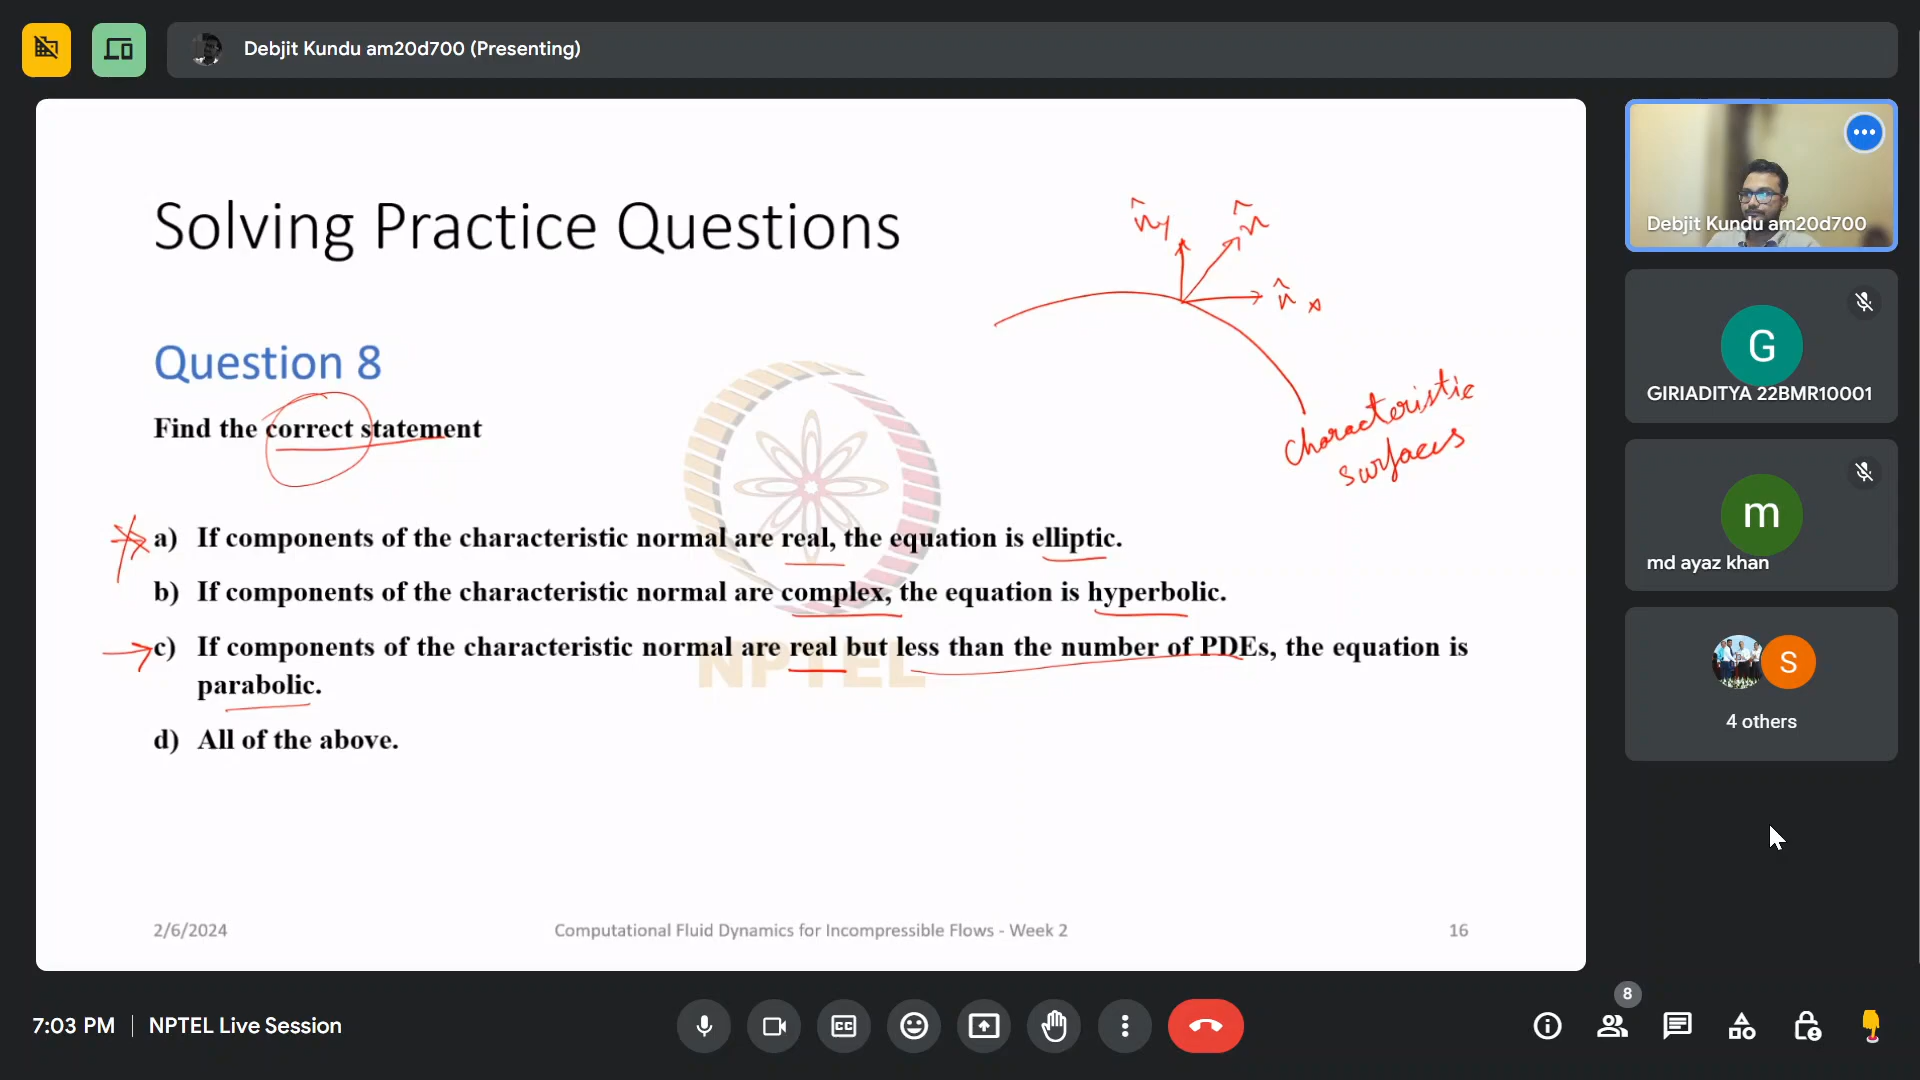 Debjit Kundu am20d700 (Presenting)
Solving Practice Questions
n̂y
n̂
n̂x
Question 8
characteristic
surfaces
Find the correct statement
a) If components of the characteristic normal are real, the equation is elliptic.
b) If components of the characteristic normal are complex, the equation is hyperbolic.
c) If components of the characteristic normal are real but less than the number of PDEs, the equation is
parabolic.
d) All of the above.
NPTEL
2/6/2024
Computational Fluid Dynamics for Incompressible Flows - Week 2
16
Debjit Kundu am20d700
G
GIRIADITYA 22BMR10001
m
md ayaz khan
S
4 others
7:03 PM | NPTEL Live Session
CC
8